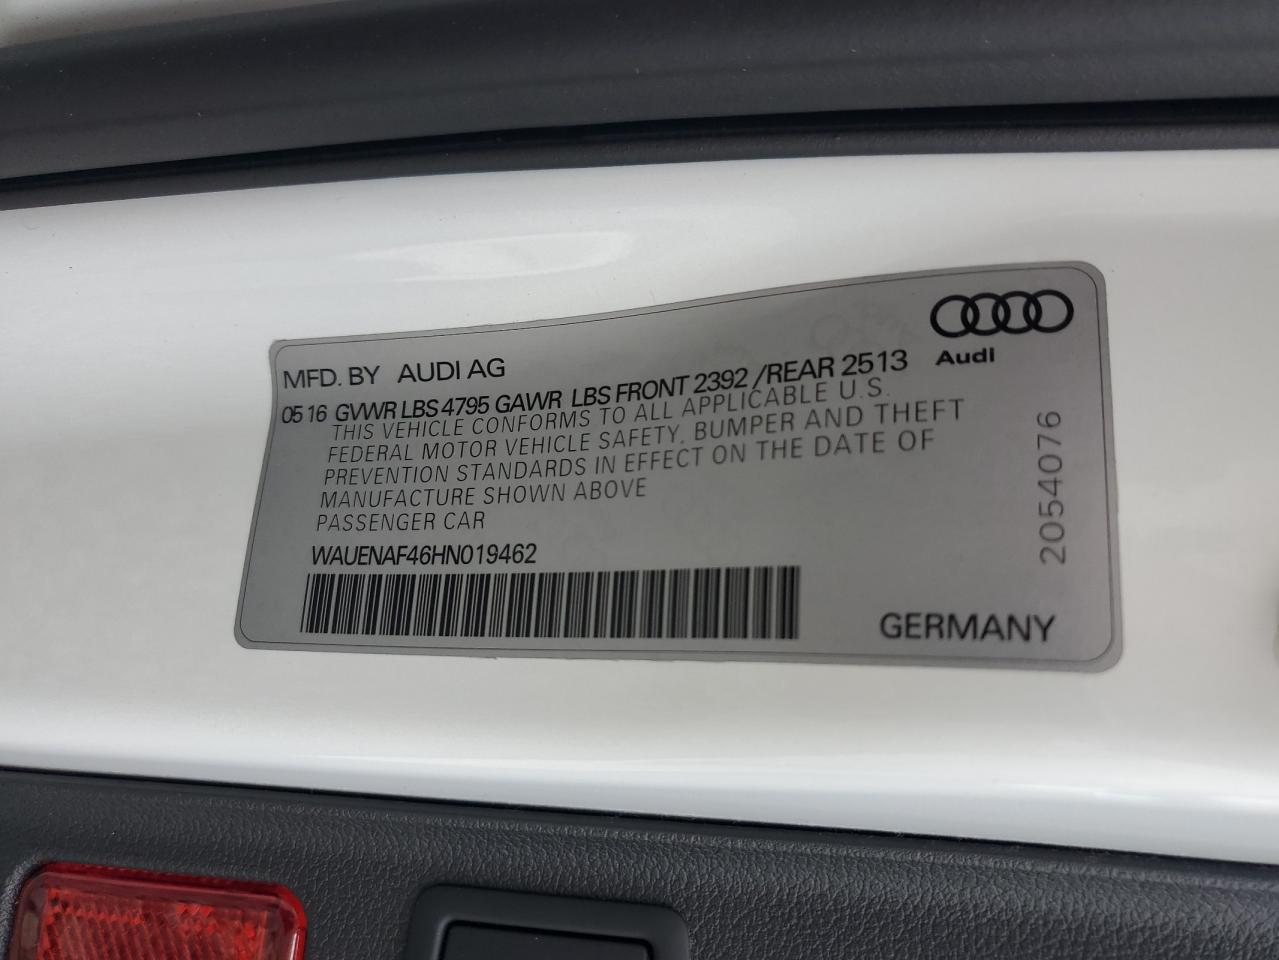 MFD. BY AUDI AG
Audi
05 16 GVWR LBS 4795 GAWR LBS FRONT 2392 /REAR 2513
THIS VEHICLE CONFORMS TO ALL APPLICABLE U.S.
FEDERAL MOTOR VEHICLE SAFETY, BUMPER AND THEFT
PREVENTION STANDARDS IN EFFECT ON THE DATE OF
MANUFACTURE SHOWN ABOVE
PASSENGER CAR
WAUENAF46HN019462
GERMANY
2054076